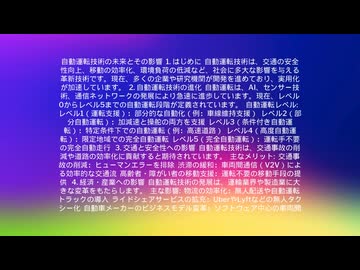 自動運転技術の未来とその影響 1. はじめに 自動運転技術は、交通の安全
性向上、移動の効率化、環境負荷の低減など、社会に多大な影響を与える
革新技術です。現在、多くの企業や研究機関が開発を進めており、実用化
が加速しています。 2. 自動運転技術の進化 自動運転は、AI、センサー技
術、通信ネットワークの発展により急速に進歩しています。現在、レベル
0からレベル5までの自動運転段階が定義されています。 自動運転レベル:
レベル1（運転支援）: 部分的な自動化 (例: 車線維持支援) レベル2（部
分自動運転）: 加減速と操舵の両方を支援 レベル3（条件付き自動運
転）: 特定条件下での自動運転 (例: 高速道路) レベル4（高度自動運
転）: 限定地域での完全自動運転 レベル5（完全自動運転）: 運転手不要
の完全自動走行 3. 交通と安全性への影響 自動運転技術は、交通事故の削
減や道路の効率化に貢献すると期待されています。 主なメリット: 交通事
故の削減: ヒューマンエラーを排除 渋滞の緩和: 車両間通信（V2V）によ
る効率的な交通流 高齢者・障がい者の移動支援: 運転不要の移動手段の提
供 4. 経済・産業への影響 自動運転技術の発展は、運輸業界や製造業に大
きな変革をもたらします。 主な影響: 物流の効率化: 無人配送や自動運転
トラックの導入 ライドシェアサービスの拡充: UberやLyftなどの無人タク
シー化 自動車メーカーのビジネスモデル変革: ソフトウェア中心の車両開